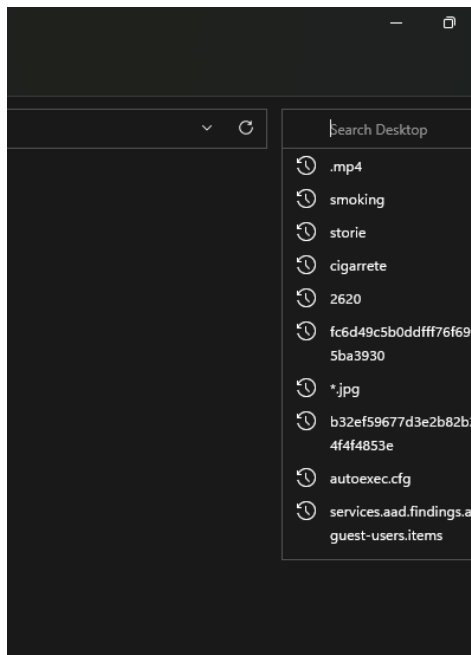 Search Desktop
.mp4
smoking
storie
cigarrete
2620
fc6d49c5b0ddfff76f69
5ba3930
*.jpg
b32ef59677d3e2b82b
4f4f4853e
autoexec.cfg
services.aad.findings.a
guest-users.items